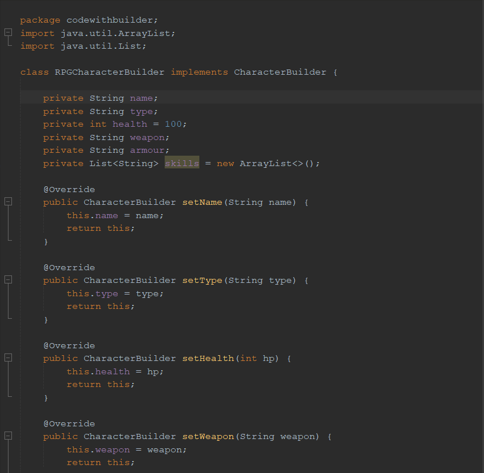 package codewithbuilder;
import java.util.ArrayList;
import java.util.List;
class RPGCharacterBuilder implements CharacterBuilder {
private String name;
private String type;
private int health = 100;
private String weapon;
private String armour;
private List<String> skills = new ArrayList<>();
@Override
public CharacterBuilder setName(String name) {
this.name = name;
return this;
}
@Override
public CharacterBuilder setType(String type) {
this.type = type;
return this;
}
@Override
public CharacterBuilder setHealth(int hp) {
this.health = hp;
return this;
}
@Override
public CharacterBuilder setWeapon(String weapon) {
this.weapon = weapon;
return this;